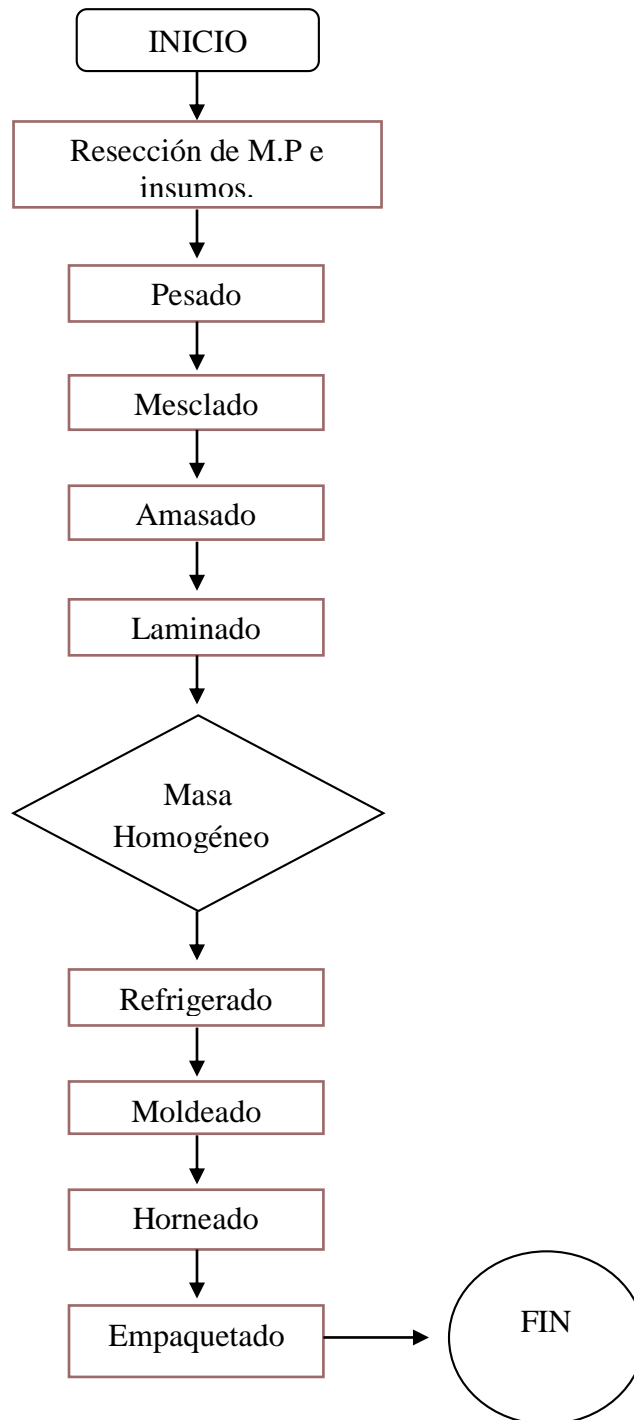 INICIO
Resección de M.P e
insumos.
Pesado
Mesclado
Amasado
Laminado
Masa
Homogéneo
Refrigerado
Moldeado
Horneado
Empaquetado
FIN